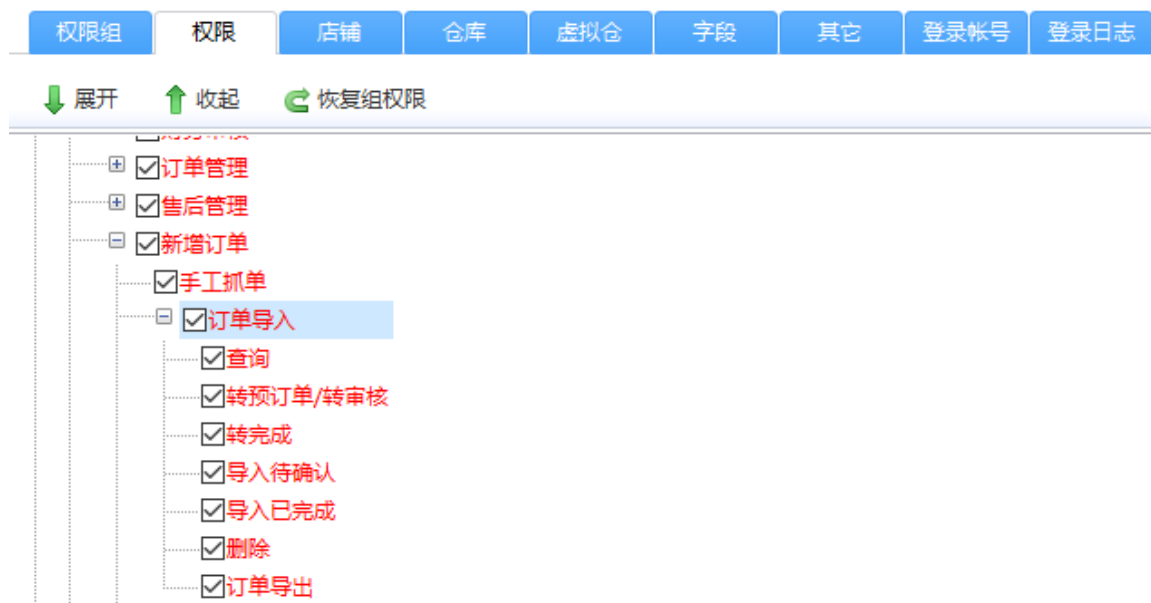 权限组 权限 店铺 仓库 虚拟仓 字段 其它 登录帐号 登录日志
展开 收起 恢复组权限
订单管理
售后管理
新增订单
手工抓单
订单导入
查询
转预订单/转审核
转完成
导入待确认
导入已完成
删除
订单导出